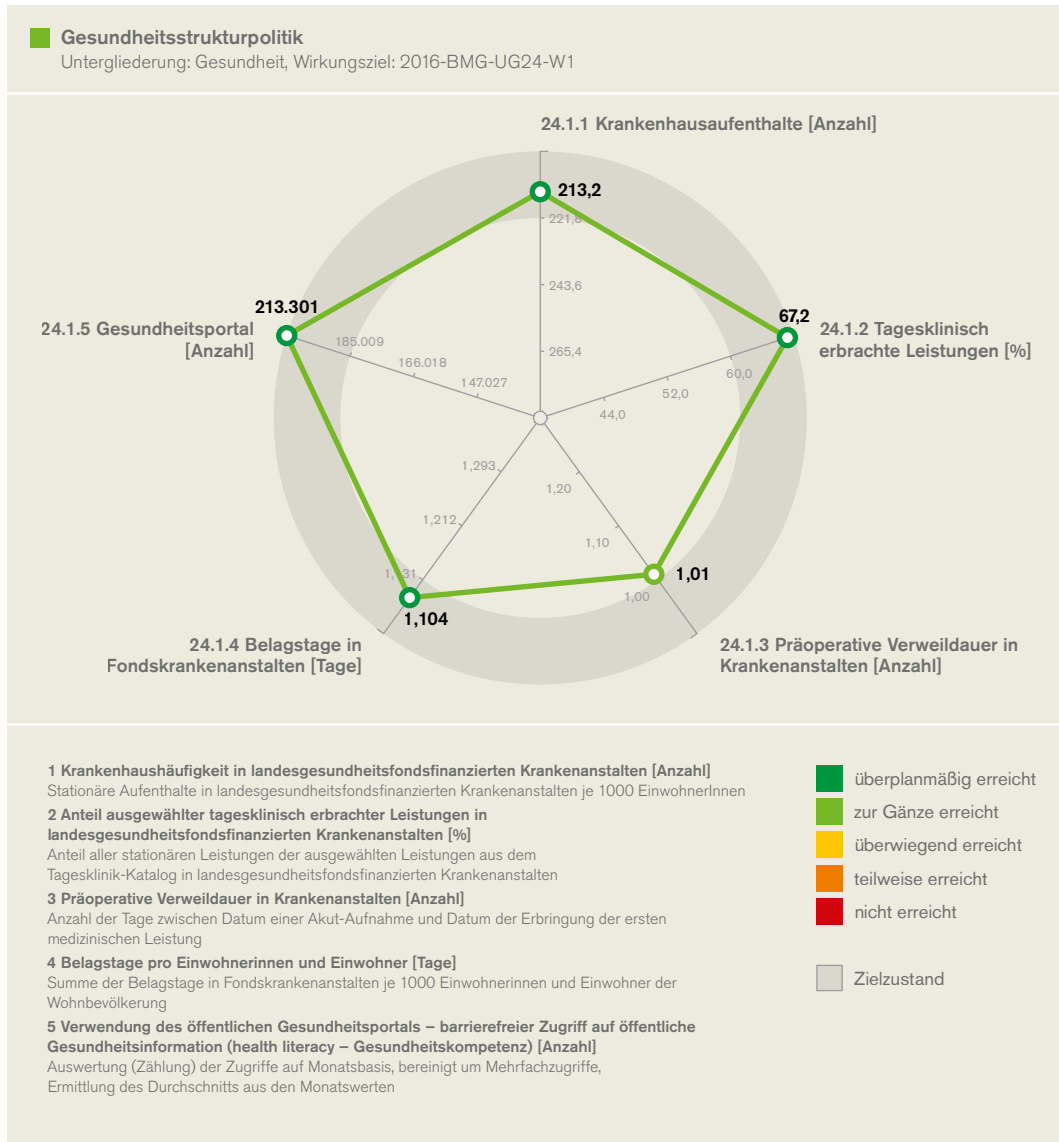 Gesundheitsstrukturpolitik
Untergliederung: Gesundheit, Wirkungsziel: 2016-BMG-UG24-W1
24.1.1 Krankenhausaufenthalte [Anzahl]
213,2
221,8
243,6
265,4
67,2
24.1.2 Tagesklinisch
erbrachte Leistungen [%]
60,0
52,0
44,0
213.301
24.1.5 Gesundheitsportal
[Anzahl]
185.009
166.018
147.027
1,293
1,212
1,131
1,104
24.1.4 Belagstage in
Fondskrankenanstalten [Tage]
1,20
1,10
1,00
1,01
24.1.3 Präoperative Verweildauer in
Krankenanstalten [Anzahl]
1 Krankenhaushäufigkeit in landesgesundheitsfondsfinanzierten Krankenanstalten [Anzahl]
Stationäre Aufenthalte in landesgesundheitsfondsfinanzierten Krankenanstalten je 1000 EinwohnerInnen
2 Anteil ausgewählter tagesklinisch erbrachter Leistungen in
landesgesundheitsfondsfinanzierten Krankenanstalten [%]
Anteil aller stationären Leistungen der ausgewählten Leistungen aus dem
Tagesklinik-Katalog in landesgesundheitsfondsfinanzierten Krankenanstalten
3 Präoperative Verweildauer in Krankenanstalten [Anzahl]
Anzahl der Tage zwischen Datum einer Akut-Aufnahme und Datum der Erbringung der ersten
medizinischen Leistung
4 Belagstage pro Einwohnerinnen und Einwohner [Tage]
Summe der Belagstage in Fondskrankenanstalten je 1000 Einwohnerinnen und Einwohner der
Wohnbevölkerung
5 Verwendung des öffentlichen Gesundheitsportals – barrierefreier Zugriff auf öffentliche
Gesundheitsinformation (health literacy – Gesundheitskompetenz) [Anzahl]
Auswertung (Zählung) der Zugriffe auf Monatsbasis, bereinigt um Mehrfachzugriffe,
Ermittlung des Durchschnitts aus den Monatswerten
überplanmäßig erreicht
zur Gänze erreicht
überwiegend erreicht
teilweise erreicht
nicht erreicht
Zielzustand